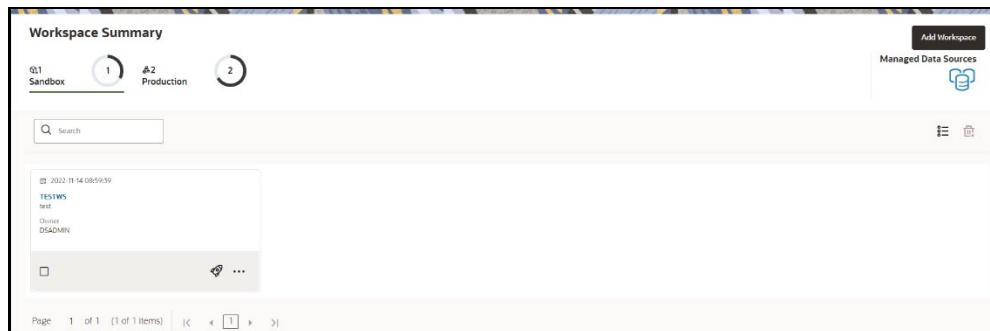 Workspace Summary
Add Workspace
1
Sandbox
1
2
Production
2
Managed Data Sources
Search
2022-11-14 08:59:39
TESTWS
test
Owner
DSADMIN
Page 1 of 1 (1 of 1 items) 1